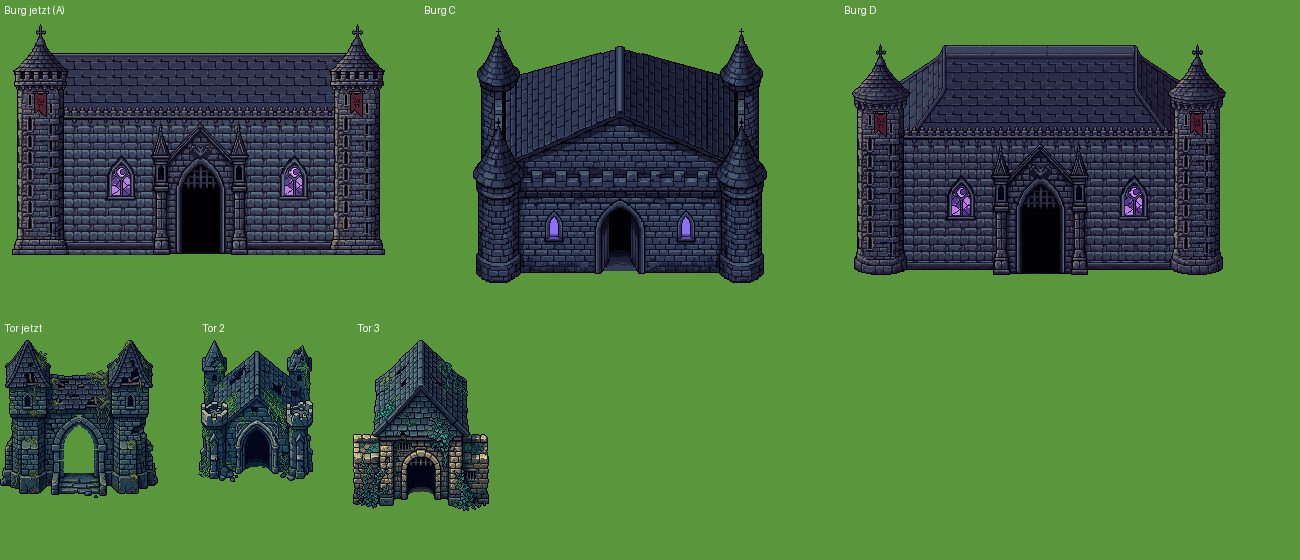 Burg jetzt (A)
Burg C
Burg D
Tor jetzt
Tor 2
Tor 3